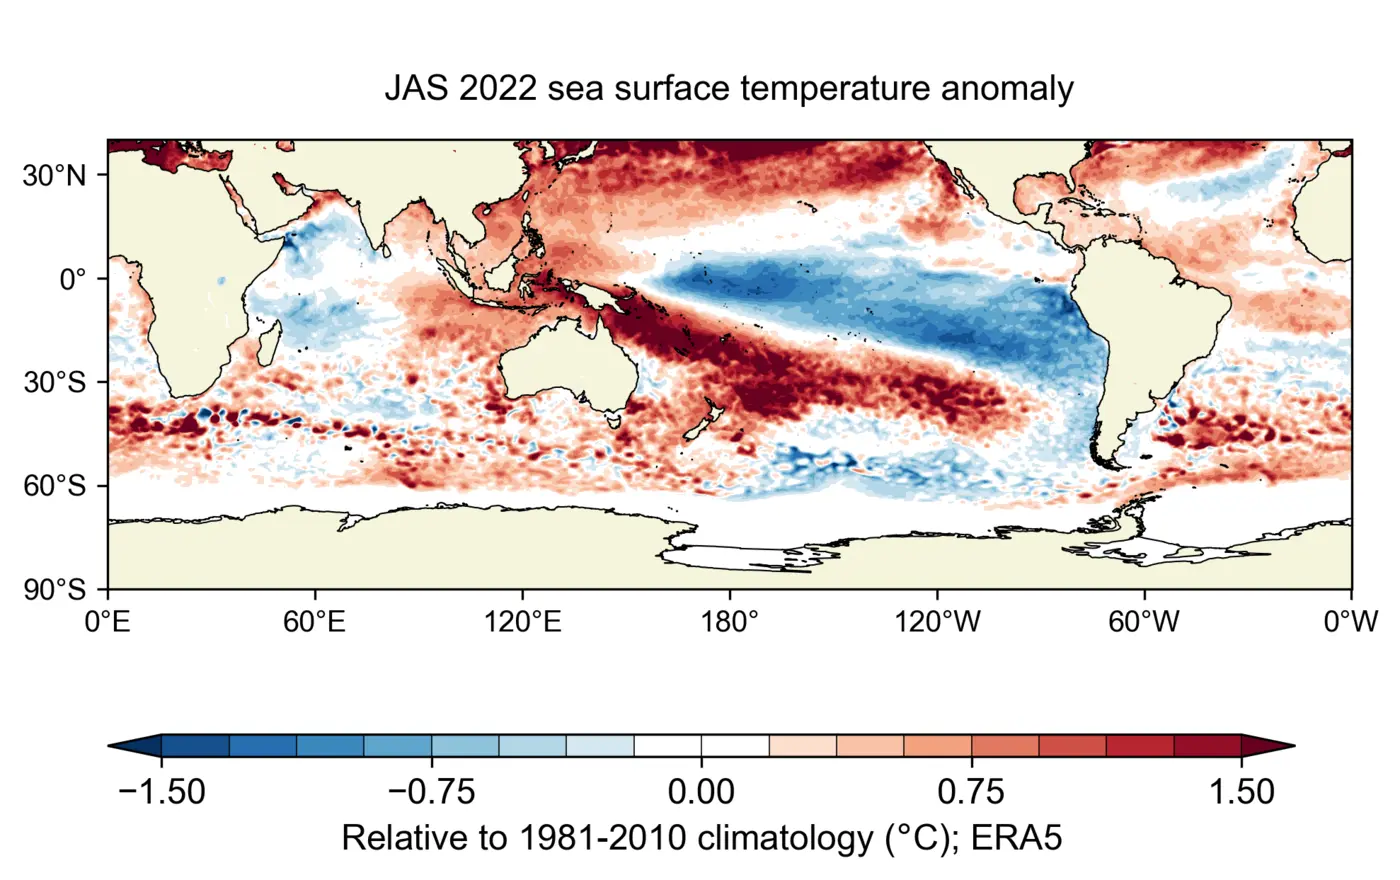 JAS 2022 sea surface temperature anomaly
30°N
0°
30°S
60°S
90°S
0°E 60°E 120°E 180° 120°W 60°W 0°W
−1.50 −0.75 0.00 0.75 1.50
Relative to 1981-2010 climatology (°C); ERA5